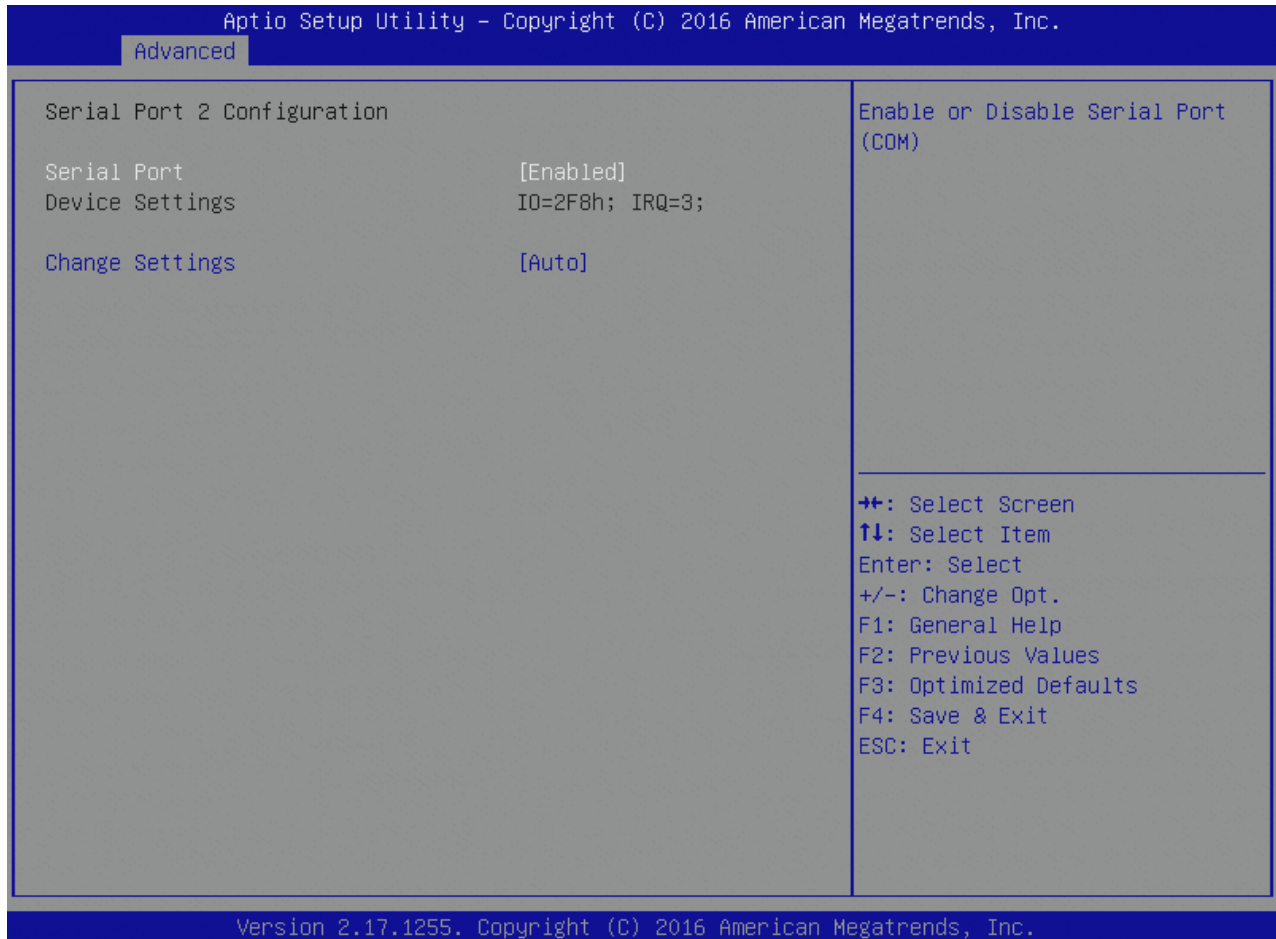 Aptio Setup Utility – Copyright (C) 2016 American Megatrends, Inc.
Advanced
Serial Port 2 Configuration
Serial Port [Enabled]
Device Settings IO=2F8h; IRQ=3;
Change Settings [Auto]
Enable or Disable Serial Port
(COM)
→←: Select Screen
↑↓: Select Item
Enter: Select
+/-: Change Opt.
F1: General Help
F2: Previous Values
F3: Optimized Defaults
F4: Save & Exit
ESC: Exit
Version 2.17.1255. Copyright (C) 2016 American Megatrends, Inc.